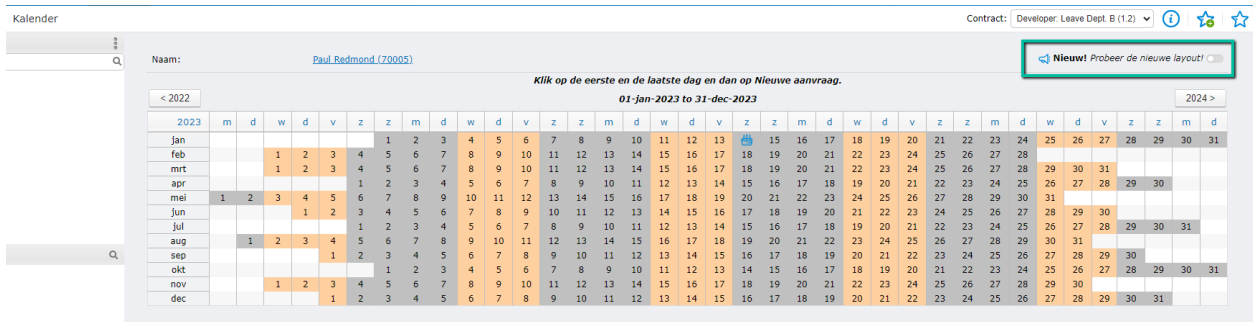 Kalender
Contract: Developer: Leave Dept. B (1.2)
Naam: Paul Redmond (70005)
Nieuw! Probeer de nieuwe layout!
Klik op de eerste en de laatste dag en dan op Nieuwe aanvraag.
< 2022 01-jan-2023 to 31-dec-2023 2024 >
2023 m d w d v z z m d w d v z z m d w d v z z m d w d v z z m d w d v z z m d
jan 1 2 3 4 5 6 7 8 9 10 11 12 13 15 16 17 18 19 20 21 22 23 24 25 26 27 28 29 30 31
feb 1 2 3 4 5 6 7 8 9 10 11 12 13 14 15 16 17 18 19 20 21 22 23 24 25 26 27 28
mrt 1 2 3 4 5 6 7 8 9 10 11 12 13 14 15 16 17 18 19 20 21 22 23 24 25 26 27 28 29 30 31
apr 1 2 3 4 5 6 7 8 9 10 11 12 13 14 15 16 17 18 19 20 21 22 23 24 25 26 27 28 29 30
mei 1 2 3 4 5 6 7 8 9 10 11 12 13 14 15 16 17 18 19 20 21 22 23 24 25 26 27 28 29 30 31
jun 1 2 3 4 5 6 7 8 9 10 11 12 13 14 15 16 17 18 19 20 21 22 23 24 25 26 27 28 29 30
jul 1 2 3 4 5 6 7 8 9 10 11 12 13 14 15 16 17 18 19 20 21 22 23 24 25 26 27 28 29 30 31
aug 1 2 3 4 5 6 7 8 9 10 11 12 13 14 15 16 17 18 19 20 21 22 23 24 25 26 27 28 29 30 31
sep 1 2 3 4 5 6 7 8 9 10 11 12 13 14 15 16 17 18 19 20 21 22 23 24 25 26 27 28 29 30
okt 1 2 3 4 5 6 7 8 9 10 11 12 13 14 15 16 17 18 19 20 21 22 23 24 25 26 27 28 29 30 31
nov 1 2 3 4 5 6 7 8 9 10 11 12 13 14 15 16 17 18 19 20 21 22 23 24 25 26 27 28 29 30
dec 1 2 3 4 5 6 7 8 9 10 11 12 13 14 15 16 17 18 19 20 21 22 23 24 25 26 27 28 29 30 31